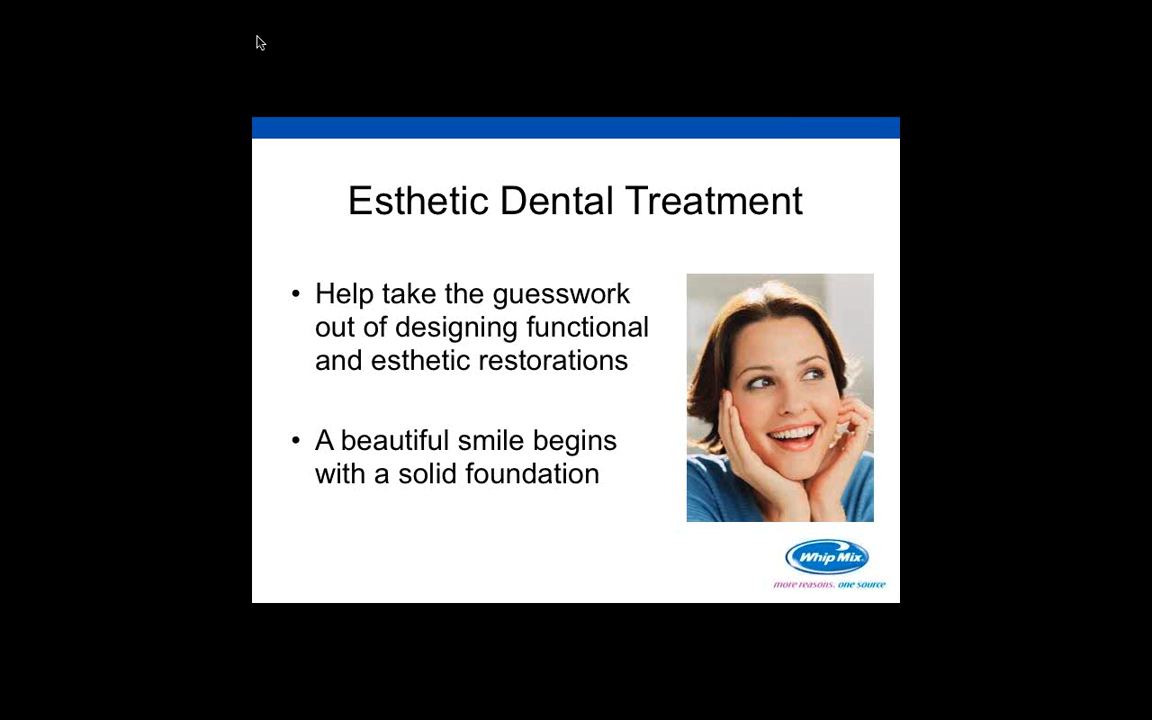 Esthetic Dental Treatment
• Help take the guesswork
out of designing functional
and esthetic restorations
• A beautiful smile begins
with a solid foundation
Whip Mix
more reasons. one source